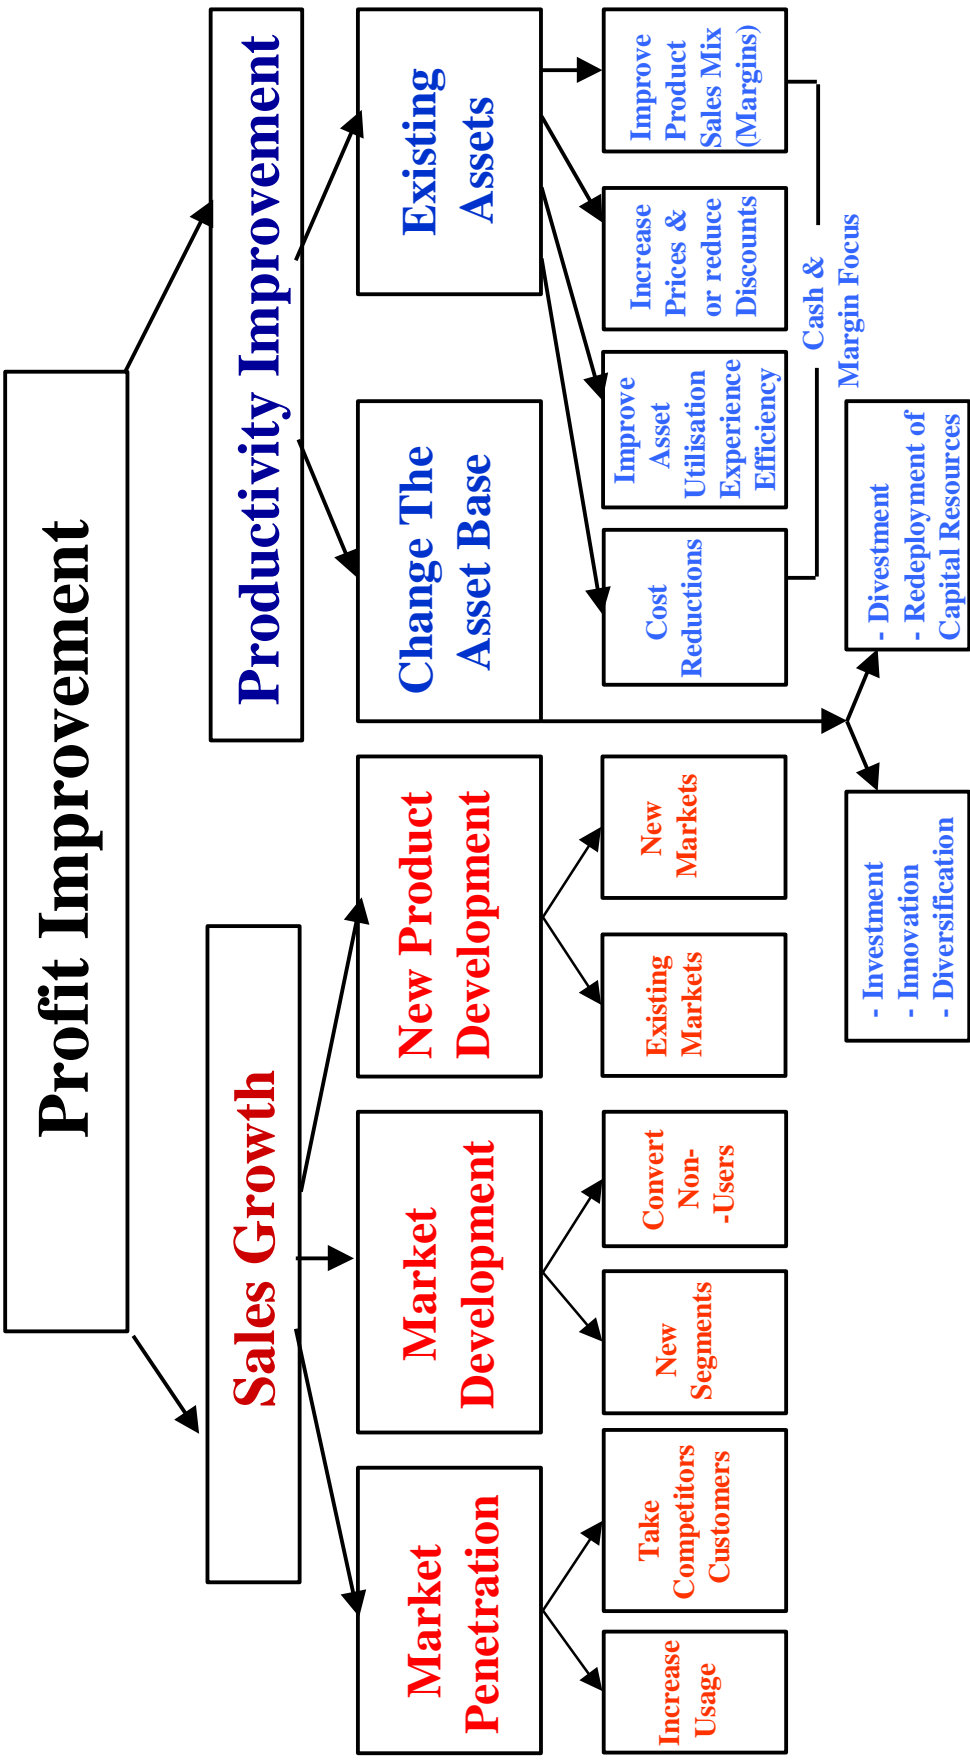 Profit Improvement
Sales Growth
Productivity Improvement
Market
Penetration
Market
Development
New Product
Development
Change The
Asset Base
Existing
Assets
Increase
Usage
Take
Competitors
Customers
New
Segments
Convert
Non-
-Users
Existing
Markets
New
Markets
Cost
Reductions
Improve
Asset
Utilisation
Experience
Efficiency
Increase
Prices &
or reduce
Discounts
Improve
Product
Sales Mix
(Margins)
Cash &
Margin Focus
- Investment
- Innovation
- Diversification
- Divestment
- Redeployment of
Capital Resources